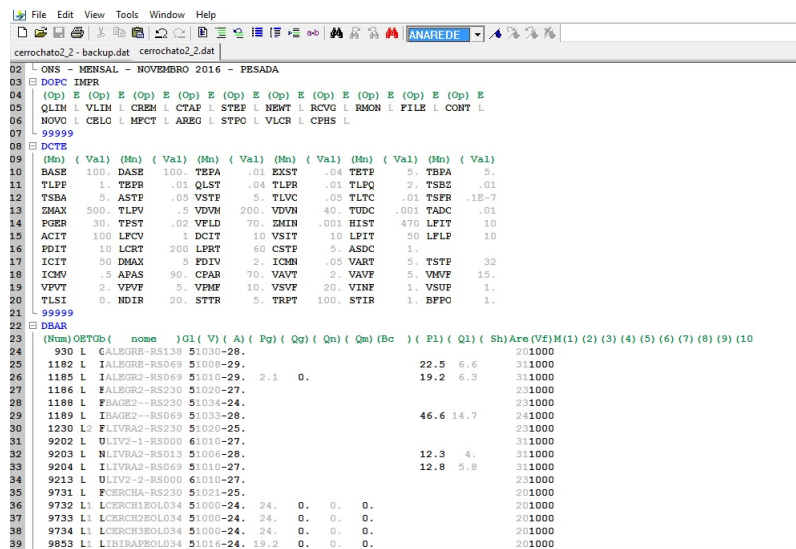 File Edit View Tools Window Help
ANAREDE
cerrochato2_2 - backup.dat cerrochato2_2.dat
02 ONS - MENSAL - NOVEMBRO 2016 - PESADA
03 DOPC IMPR
04 (Op) E (Op) E (Op) E (Op) E (Op) E (Op) E (Op) E (Op) E (Op) E (Op) E
05 QLIM L VLIM L CREM L CTAP L STEP L NEWT L RCVG L RMON L FILE L CONT L
06 NOVO L CELO L MFCT L AREG L STPO L VLCR L CPHS L
07 99999
08 DCTE
09 (Mn) ( Val) (Mn) ( Val) (Mn) ( Val) (Mn) ( Val) (Mn) ( Val) (Mn) ( Val)
10 BASE 100. DASE 100. TEPA .01 EXST .04 TETP 5. TBPA 5.
11 TLPP 1. TEPR .01 QLST .04 TLPR .01 TLPQ 2. TSBZ .01
12 TSBA 5. ASTP .05 VSTP 5. TLVC .05 TLTC .01 TSFR .1E-7
13 ZMAX 500. TLPV .5 VDVM 200. VDVN 40. TUDC .001 TADC .01
14 PGER 30. TPST .02 VFLD 70. ZMIN .001 HIST 470 LFIT 10
15 ACIT 100 LFCV 1 DCIT 10 VSIT 10 LPIT 50 LFLP 10
16 PDIT 10 LCRT 200 LPRT 60 CSTP 5. ASDC 1.
17 ICIT 50 DMAX 5 FDIV 2. ICMN .05 VART 5. TSTP 32
18 ICMV .5 APAS 90. CPAR 70. VAVT 2. VAVF 5. VMVF 15.
19 VPVT 2. VPVF 5. VPMF 10. VSVF 20. VINF 1. VSUP 1.
20 TLSI 0. NDIR 20. STTR 5. TRPT 100. STIR 1. BFPO 1.
21 99999
22 DBAR
23 (Num)OETGb( nome )Gl( V)( A)( Pg)( Qg)( Qn)( Qm)(Bc )( Pl)( Ql)( Sh)Are(Vf)M(1)(2)(3)(4)(5)(6)(7)(8)(9)(10
24 930 L GALEGRE-RS138 51030-28. 201000
25 1182 L IALEGRE-RS069 51008-29. 22.5 6.6 311000
26 1185 L IALEGR2-RS069 51010-29. 2.1 0. 19.2 6.3 311000
27 1186 L FALEGR2-RS230 51020-27. 231000
28 1188 L FBAGE2--RS230 51034-24. 231000
29 1189 L IBAGE2--RS069 51033-28. 46.6 14.7 241000
30 1230 L2 FLIVRA2-RS230 51020-25. 231000
31 9202 L ULIV2-1-RS000 61010-27. 311000
32 9203 L NLIVRA2-RS013 51006-28. 12.3 4. 311000
33 9204 L ILIVRA2-RS069 51010-27. 12.8 5.8 311000
34 9213 L ULIV2-2-RS000 61010-27. 231000
35 9731 L FCERCHA-RS230 51021-25. 201000
36 9732 L1 LCERCH1EOL034 51000-24. 24. 0. 0. 0. 201000
37 9733 L1 LCERCH2EOL034 51000-24. 24. 0. 0. 0. 201000
38 9734 L1 LCERCH3EOL034 51000-24. 24. 0. 0. 0. 201000
39 9853 L1 LIBIRAPEOL034 51016-24. 19.2 0. 0. 0. 201000